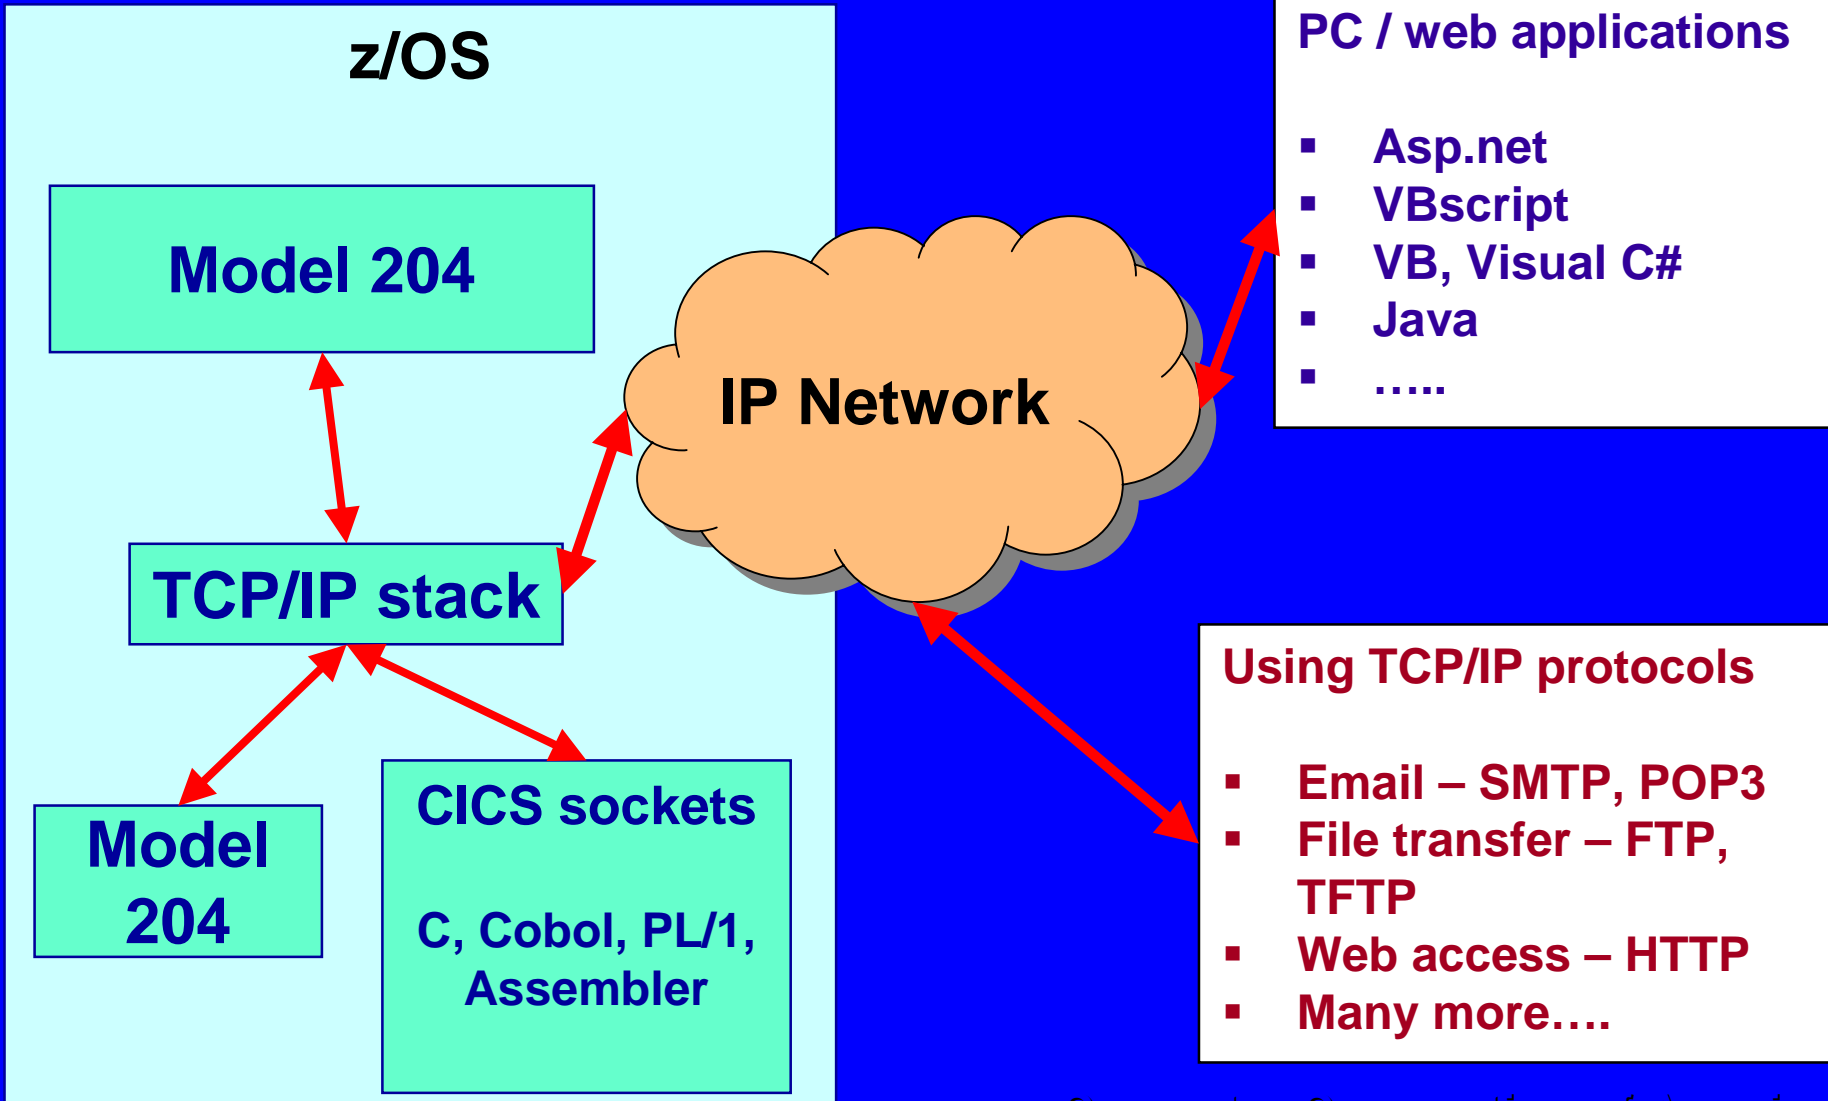 z/OS
Model 204
TCP/IP stack
Model
204
CICS sockets
C, Cobol, PL/1,
Assembler
IP Network
PC / web applications
▪ Asp.net
▪ VBscript
▪ VB, Visual C#
▪ Java
▪ …..
Using TCP/IP protocols
▪ Email – SMTP, POP3
▪ File transfer – FTP,
TFTP
▪ Web access – HTTP
▪ Many more….